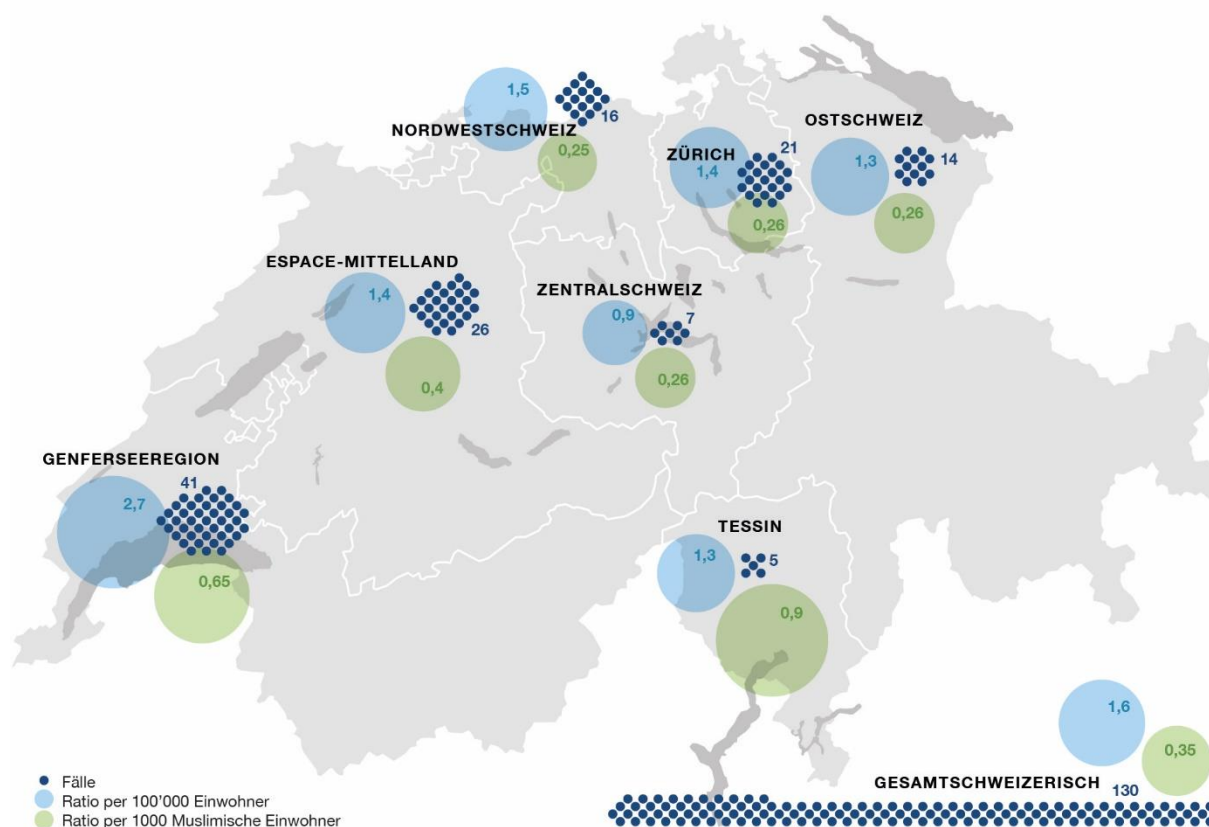 1,5
16
NORDWESTSCHWEIZ
0,25
OSTSCHWEIZ
ZÜRICH
21
1,4
0,26
1,3
14
0,26
ESPACE-MITTELLAND
1,4
26
0,4
ZENTRALSCHWEIZ
0,9
7
0,26
GENFERSEEREGION
2,7
41
0,65
TESSIN
1,3
5
0,9
1,6
0,35
GESAMTSCHWEIZERISCH 130
Fälle
Ratio per 100'000 Einwohner
Ratio per 1000 Muslimische Einwohner